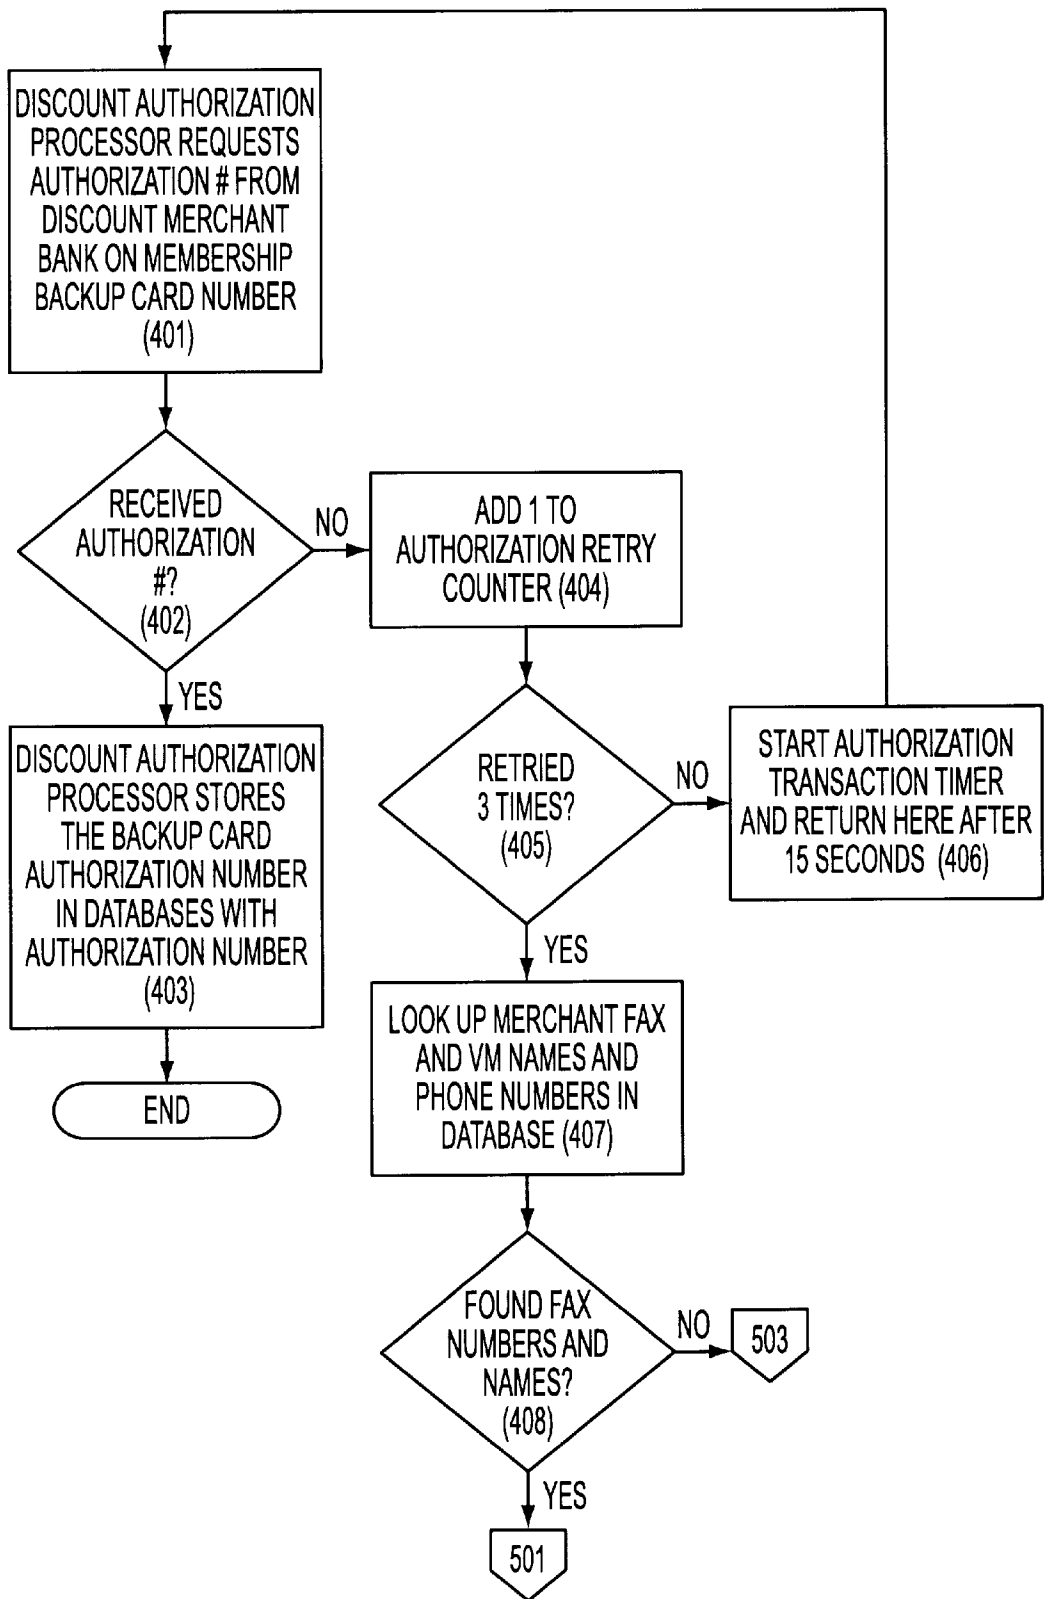 DISCOUNT AUTHORIZATION
PROCESSOR REQUESTS
AUTHORIZATION # FROM
DISCOUNT MERCHANT
BANK ON MEMBERSHIP
BACKUP CARD NUMBER
(401)
RECEIVED
AUTHORIZATION
#?
(402)
NO
ADD 1 TO
AUTHORIZATION RETRY
COUNTER (404)
YES
DISCOUNT AUTHORIZATION
PROCESSOR STORES
THE BACKUP CARD
AUTHORIZATION NUMBER
IN DATABASES WITH
AUTHORIZATION NUMBER
(403)
END
RETRIED
3 TIMES?
(405)
NO
START AUTHORIZATION
TRANSACTION TIMER
AND RETURN HERE AFTER
15 SECONDS (406)
YES
LOOK UP MERCHANT FAX
AND VM NAMES AND
PHONE NUMBERS IN
DATABASE (407)
FOUND FAX
NUMBERS AND
NAMES?
(408)
NO
503
YES
501